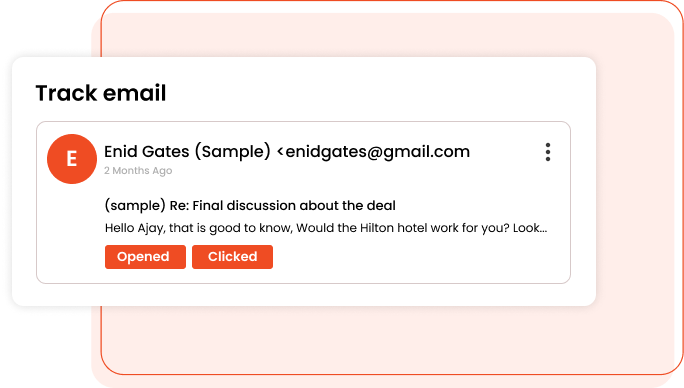 Track email
E
Enid Gates (Sample) <enidgates@gmail.com
2 Months Ago
(sample) Re: Final discussion about the deal
Hello Ajay, that is good to know, Would the Hilton hotel work for you? Look...
Opened Clicked